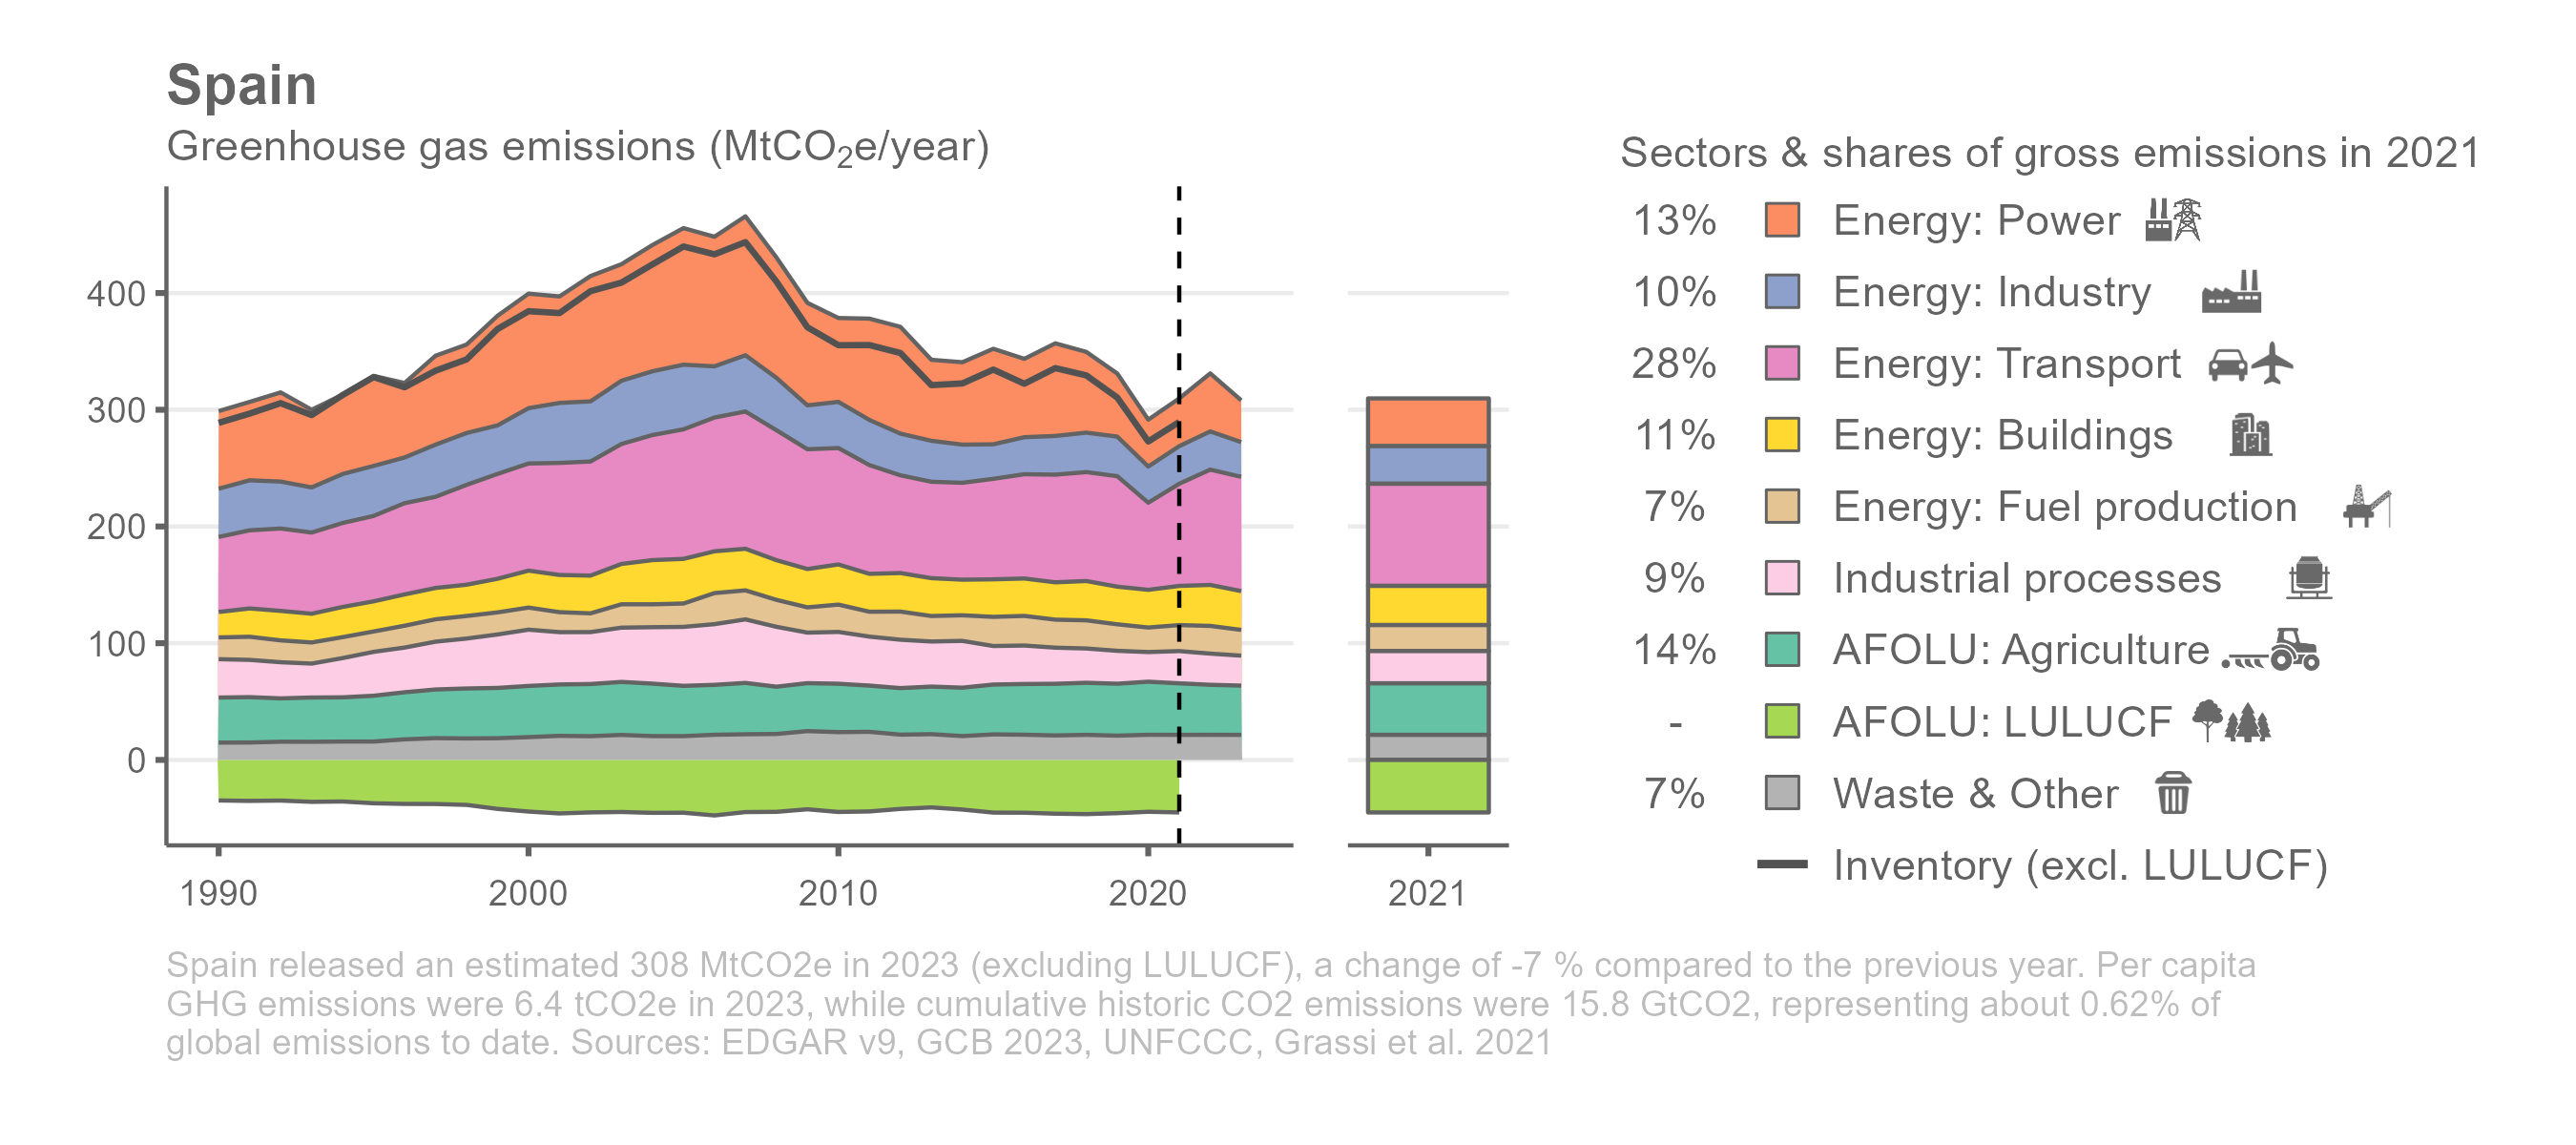 Spain
Greenhouse gas emissions (MtCO₂e/year)
400
300
200
100
0
1990 2000 2010 2020 2021
Sectors & shares of gross emissions in 2021
13% Energy: Power
10% Energy: Industry
28% Energy: Transport
11% Energy: Buildings
7% Energy: Fuel production
9% Industrial processes
14% AFOLU: Agriculture
- AFOLU: LULUCF
7% Waste & Other
Inventory (excl. LULUCF)
Spain released an estimated 308 MtCO2e in 2023 (excluding LULUCF), a change of -7 % compared to the previous year. Per capita
GHG emissions were 6.4 tCO2e in 2023, while cumulative historic CO2 emissions were 15.8 GtCO2, representing about 0.62% of
global emissions to date. Sources: EDGAR v9, GCB 2023, UNFCCC, Grassi et al. 2021